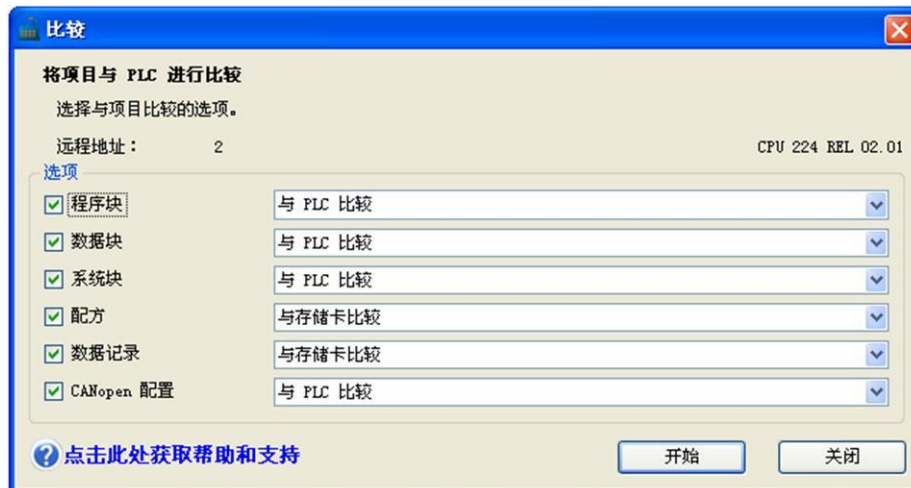 比较
将项目与 PLC 进行比较
选择与项目比较的选项。
远程地址： 2 CPU 224 REL 02.01
选项
程序块 与 PLC 比较
数据块 与 PLC 比较
系统块 与 PLC 比较
配方 与存储卡比较
数据记录 与存储卡比较
CANopen 配置 与 PLC 比较
点击此处获取帮助和支持 开始 关闭